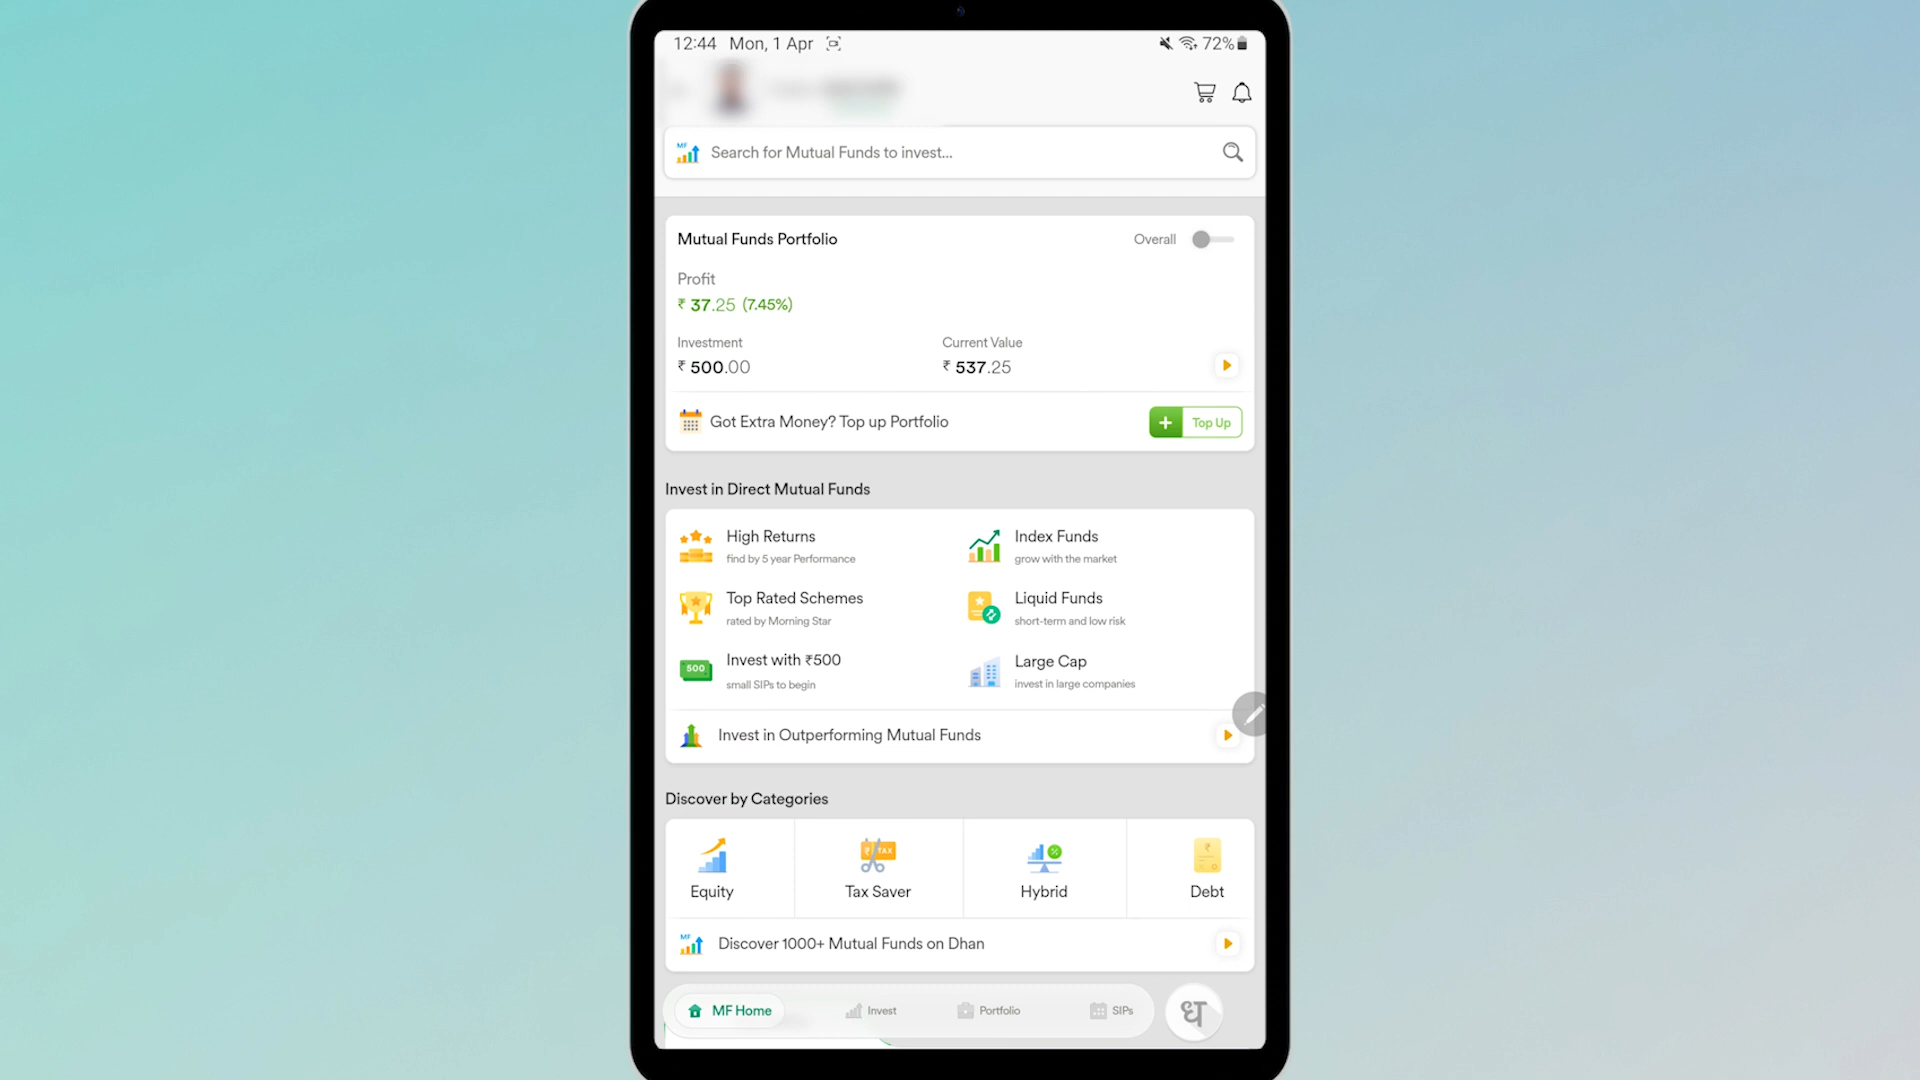 12:44 Mon, 1 Apr 72%
MF Search for Mutual Funds to invest...
Mutual Funds Portfolio Overall
Profit
₹ 37.25 (7.45%)
Investment Current Value
₹ 500.00 ₹ 537.25
Got Extra Money? Top up Portfolio + Top Up
Invest in Direct Mutual Funds
High Returns Index Funds
find by 5 year Performance grow with the market
Top Rated Schemes Liquid Funds
rated by Morning Star short-term and low risk
500 Invest with ₹500 Large Cap
small SIPs to begin invest in large companies
Invest in Outperforming Mutual Funds
Discover by Categories
₹ TAX ₹
Equity Tax Saver Hybrid Debt
MF Discover 1000+ Mutual Funds on Dhan
MF Home Invest Portfolio SIPs ध